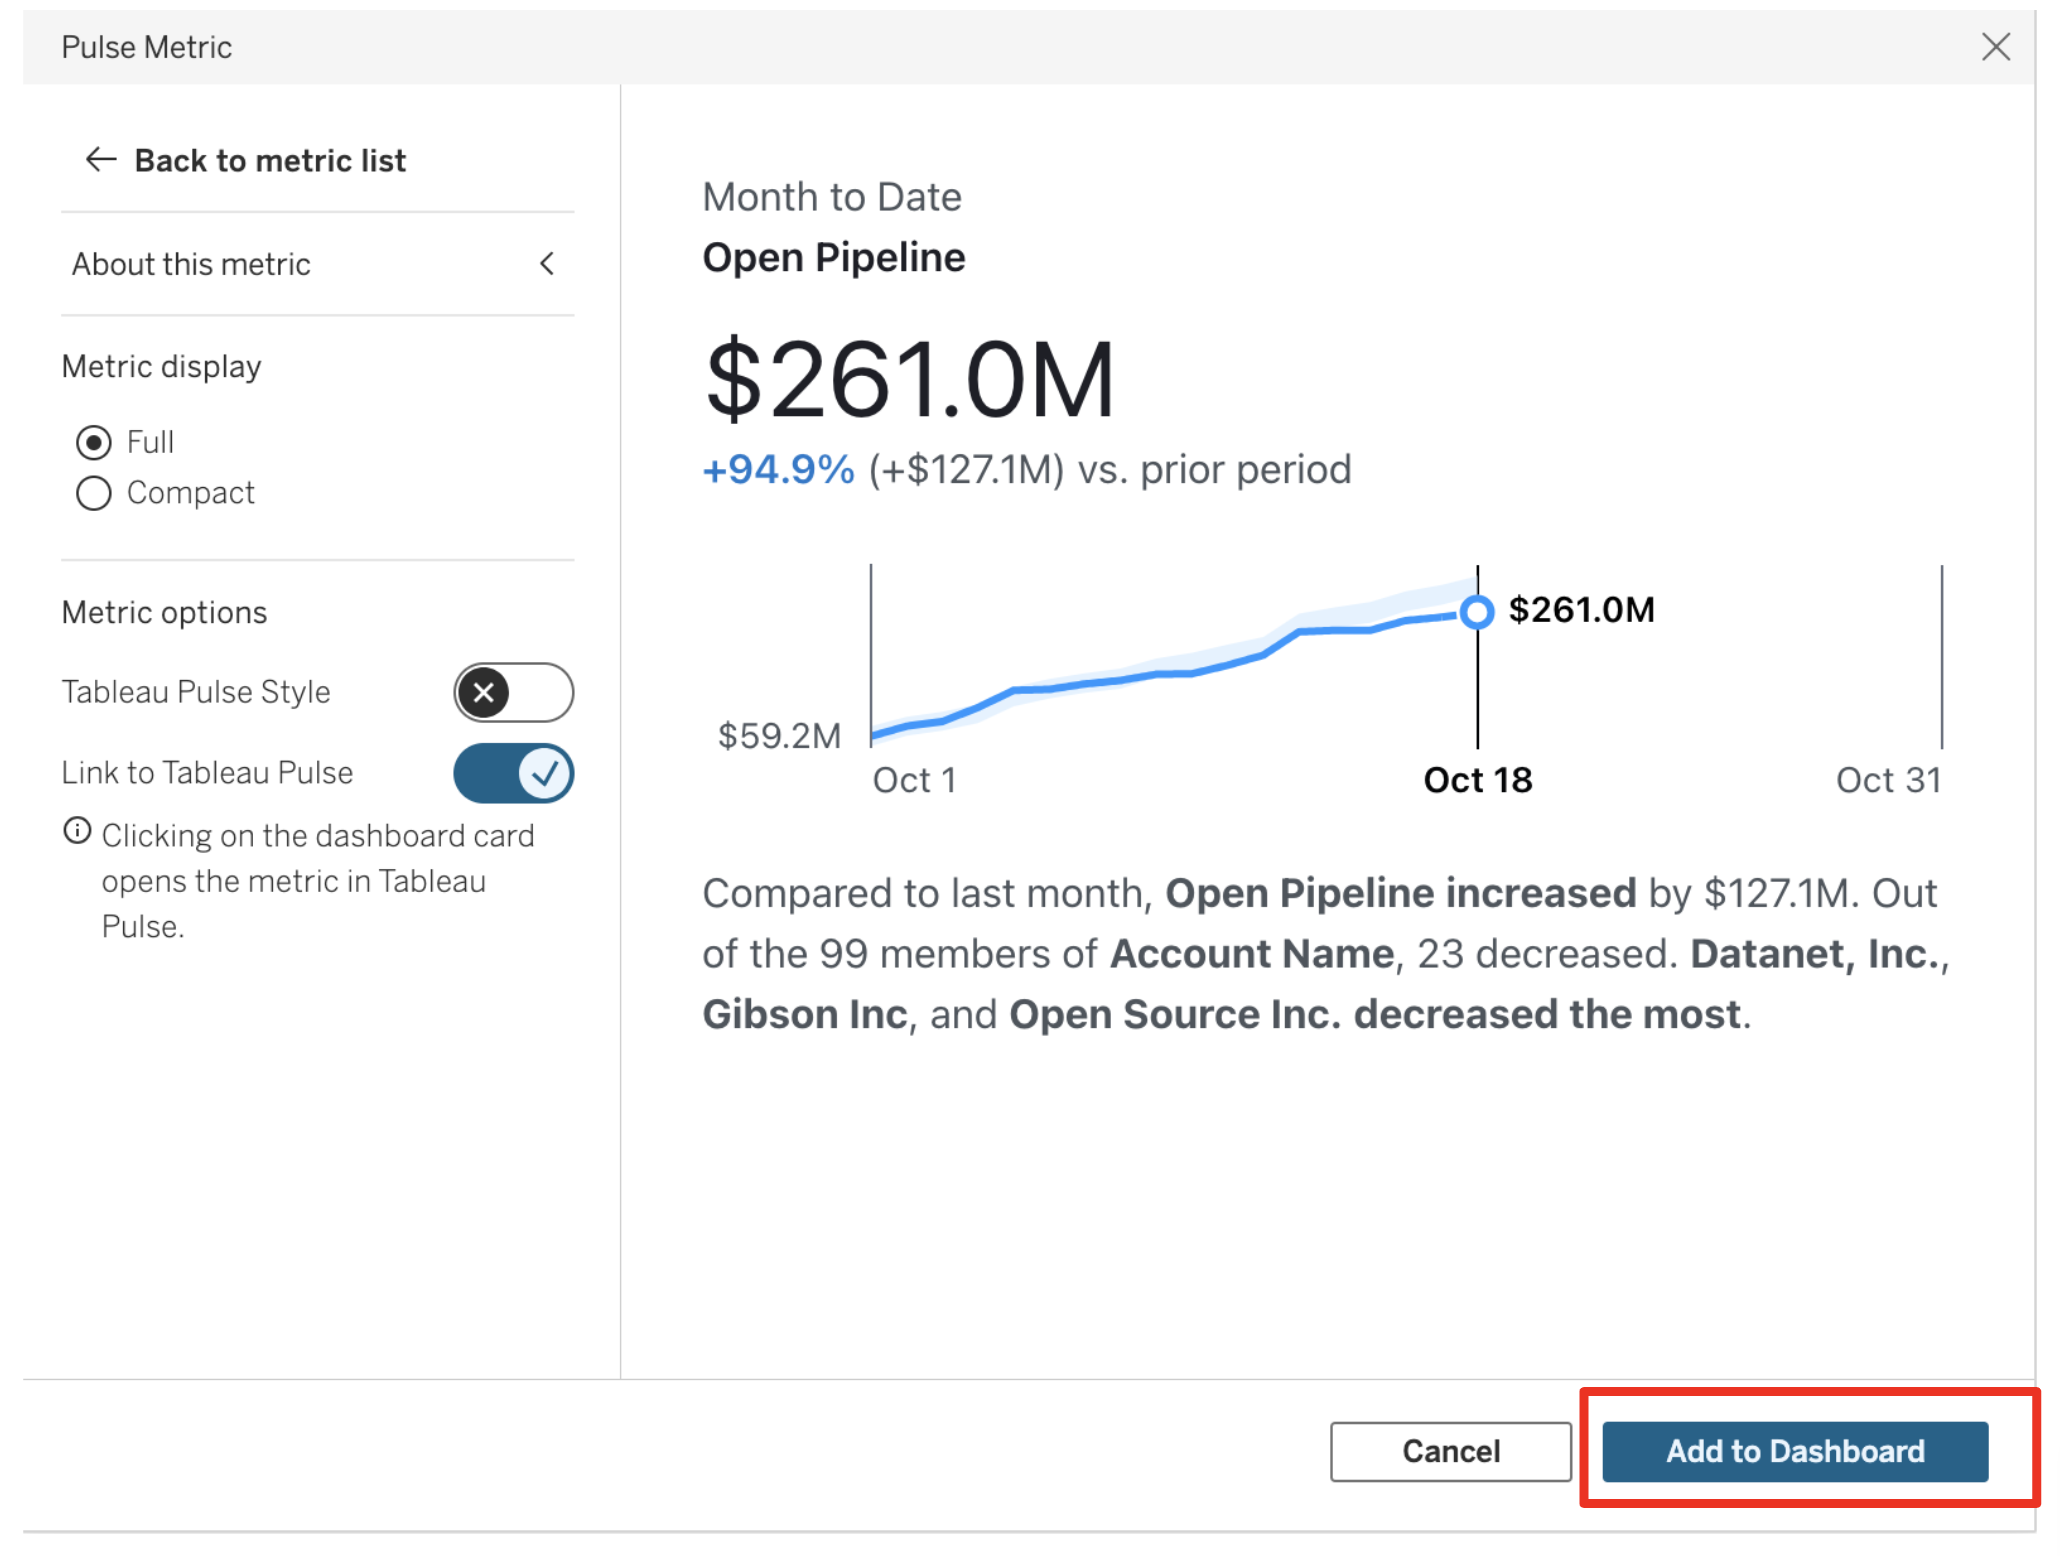 Pulse Metric
Back to metric list
About this metric
Metric display
Full
Compact
Metric options
Tableau Pulse Style
Link to Tableau Pulse
Clicking on the dashboard card
opens the metric in Tableau
Pulse.
Month to Date
Open Pipeline
$261.0M
+94.9% (+$127.1M) vs. prior period
$261.0M
$59.2M
Oct 1
Oct 18
Oct 31
Compared to last month, Open Pipeline increased by $127.1M. Out
of the 99 members of Account Name, 23 decreased. Datanet, Inc.,
Gibson Inc, and Open Source Inc. decreased the most.
Cancel
Add to Dashboard